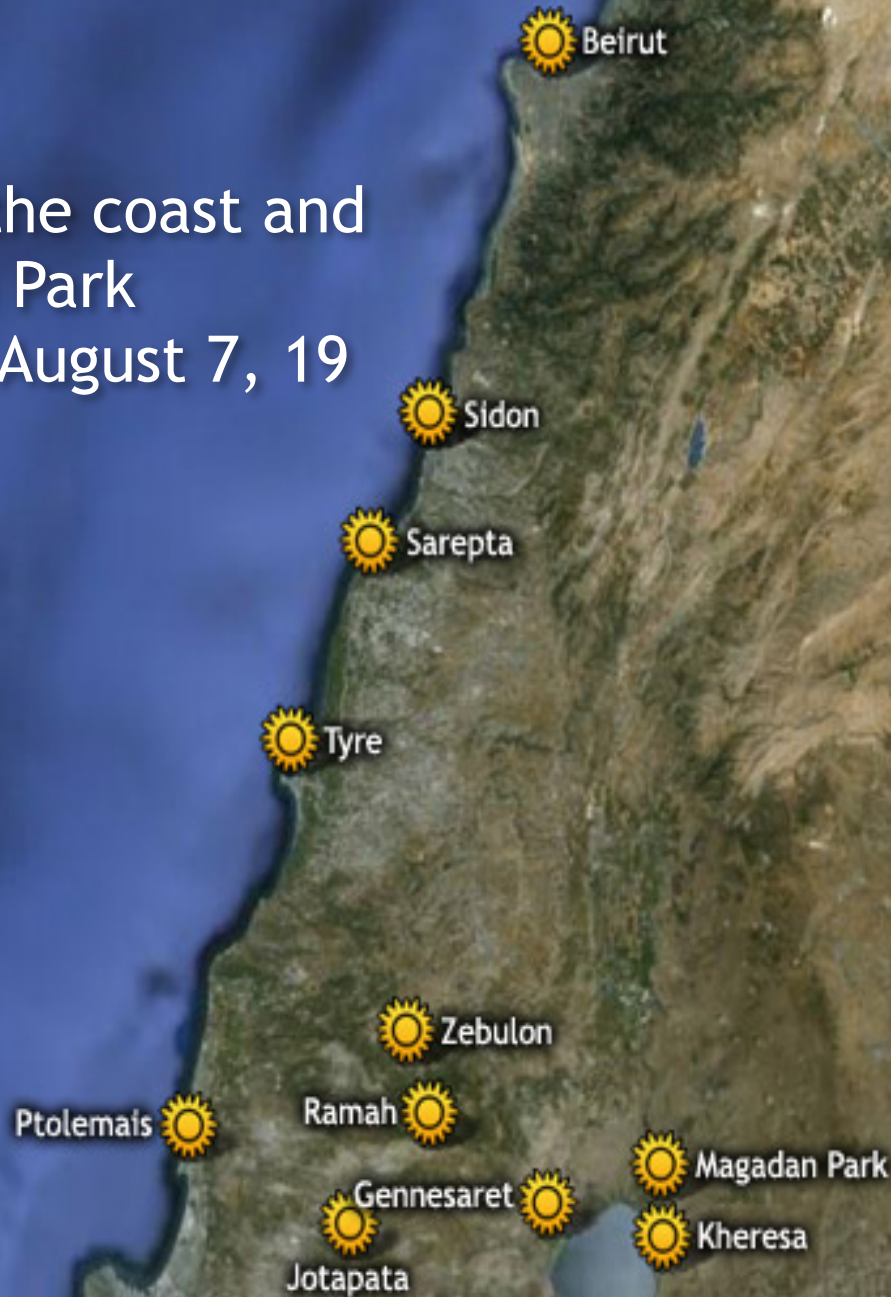 Beirut
he coast and
Park
August 7, 19
Sidon
Sarepta
Tyre
Zebulon
Ramah
Ptolemais
Magadan Park
Gennesaret
Kheresa
Jotapata